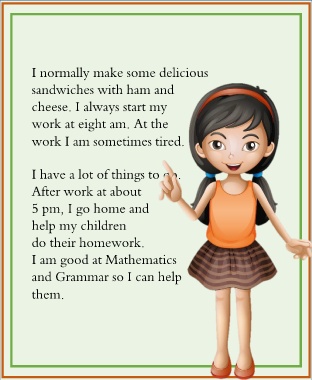 I normally make some delicious
sandwiches with ham and
cheese. I always start my
work at eight am. At the
work I am sometimes tired.
I have a lot of things to
After work at about
5 pm, I go home and
help my children
do their homework.
I am good at Mathematics
and Grammar so I can help
them.